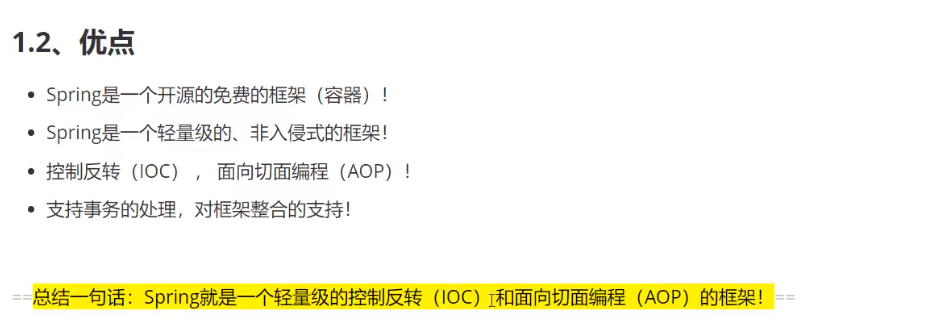 1.2、优点
• Spring是一个开源的免费的框架（容器）！
• Spring是一个轻量级的、非入侵式的框架！
• 控制反转（IOC） ， 面向切面编程（AOP）！
• 支持事务的处理，对框架整合的支持！
==总结一句话：Spring就是一个轻量级的控制反转（IOC）和面向切面编程（AOP）的框架！==